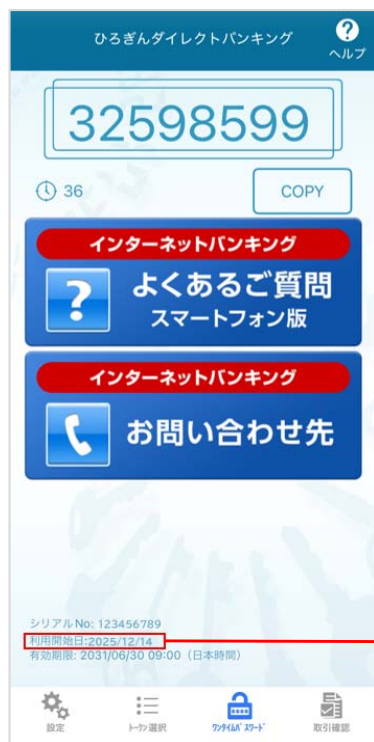 ひろぎんダイレクトバンキング
?
ヘルプ
32598599
36
COPY
インターネットバンキング
?
よくあるご質問
スマートフォン版
インターネットバンキング
お問い合わせ先
シリアルNo: 123456789
利用開始日:2025/12/14
有効期限: 2031/06/30 09:00（日本時間）
設定
トークン選択
ワンタイムパスワード
取引確認